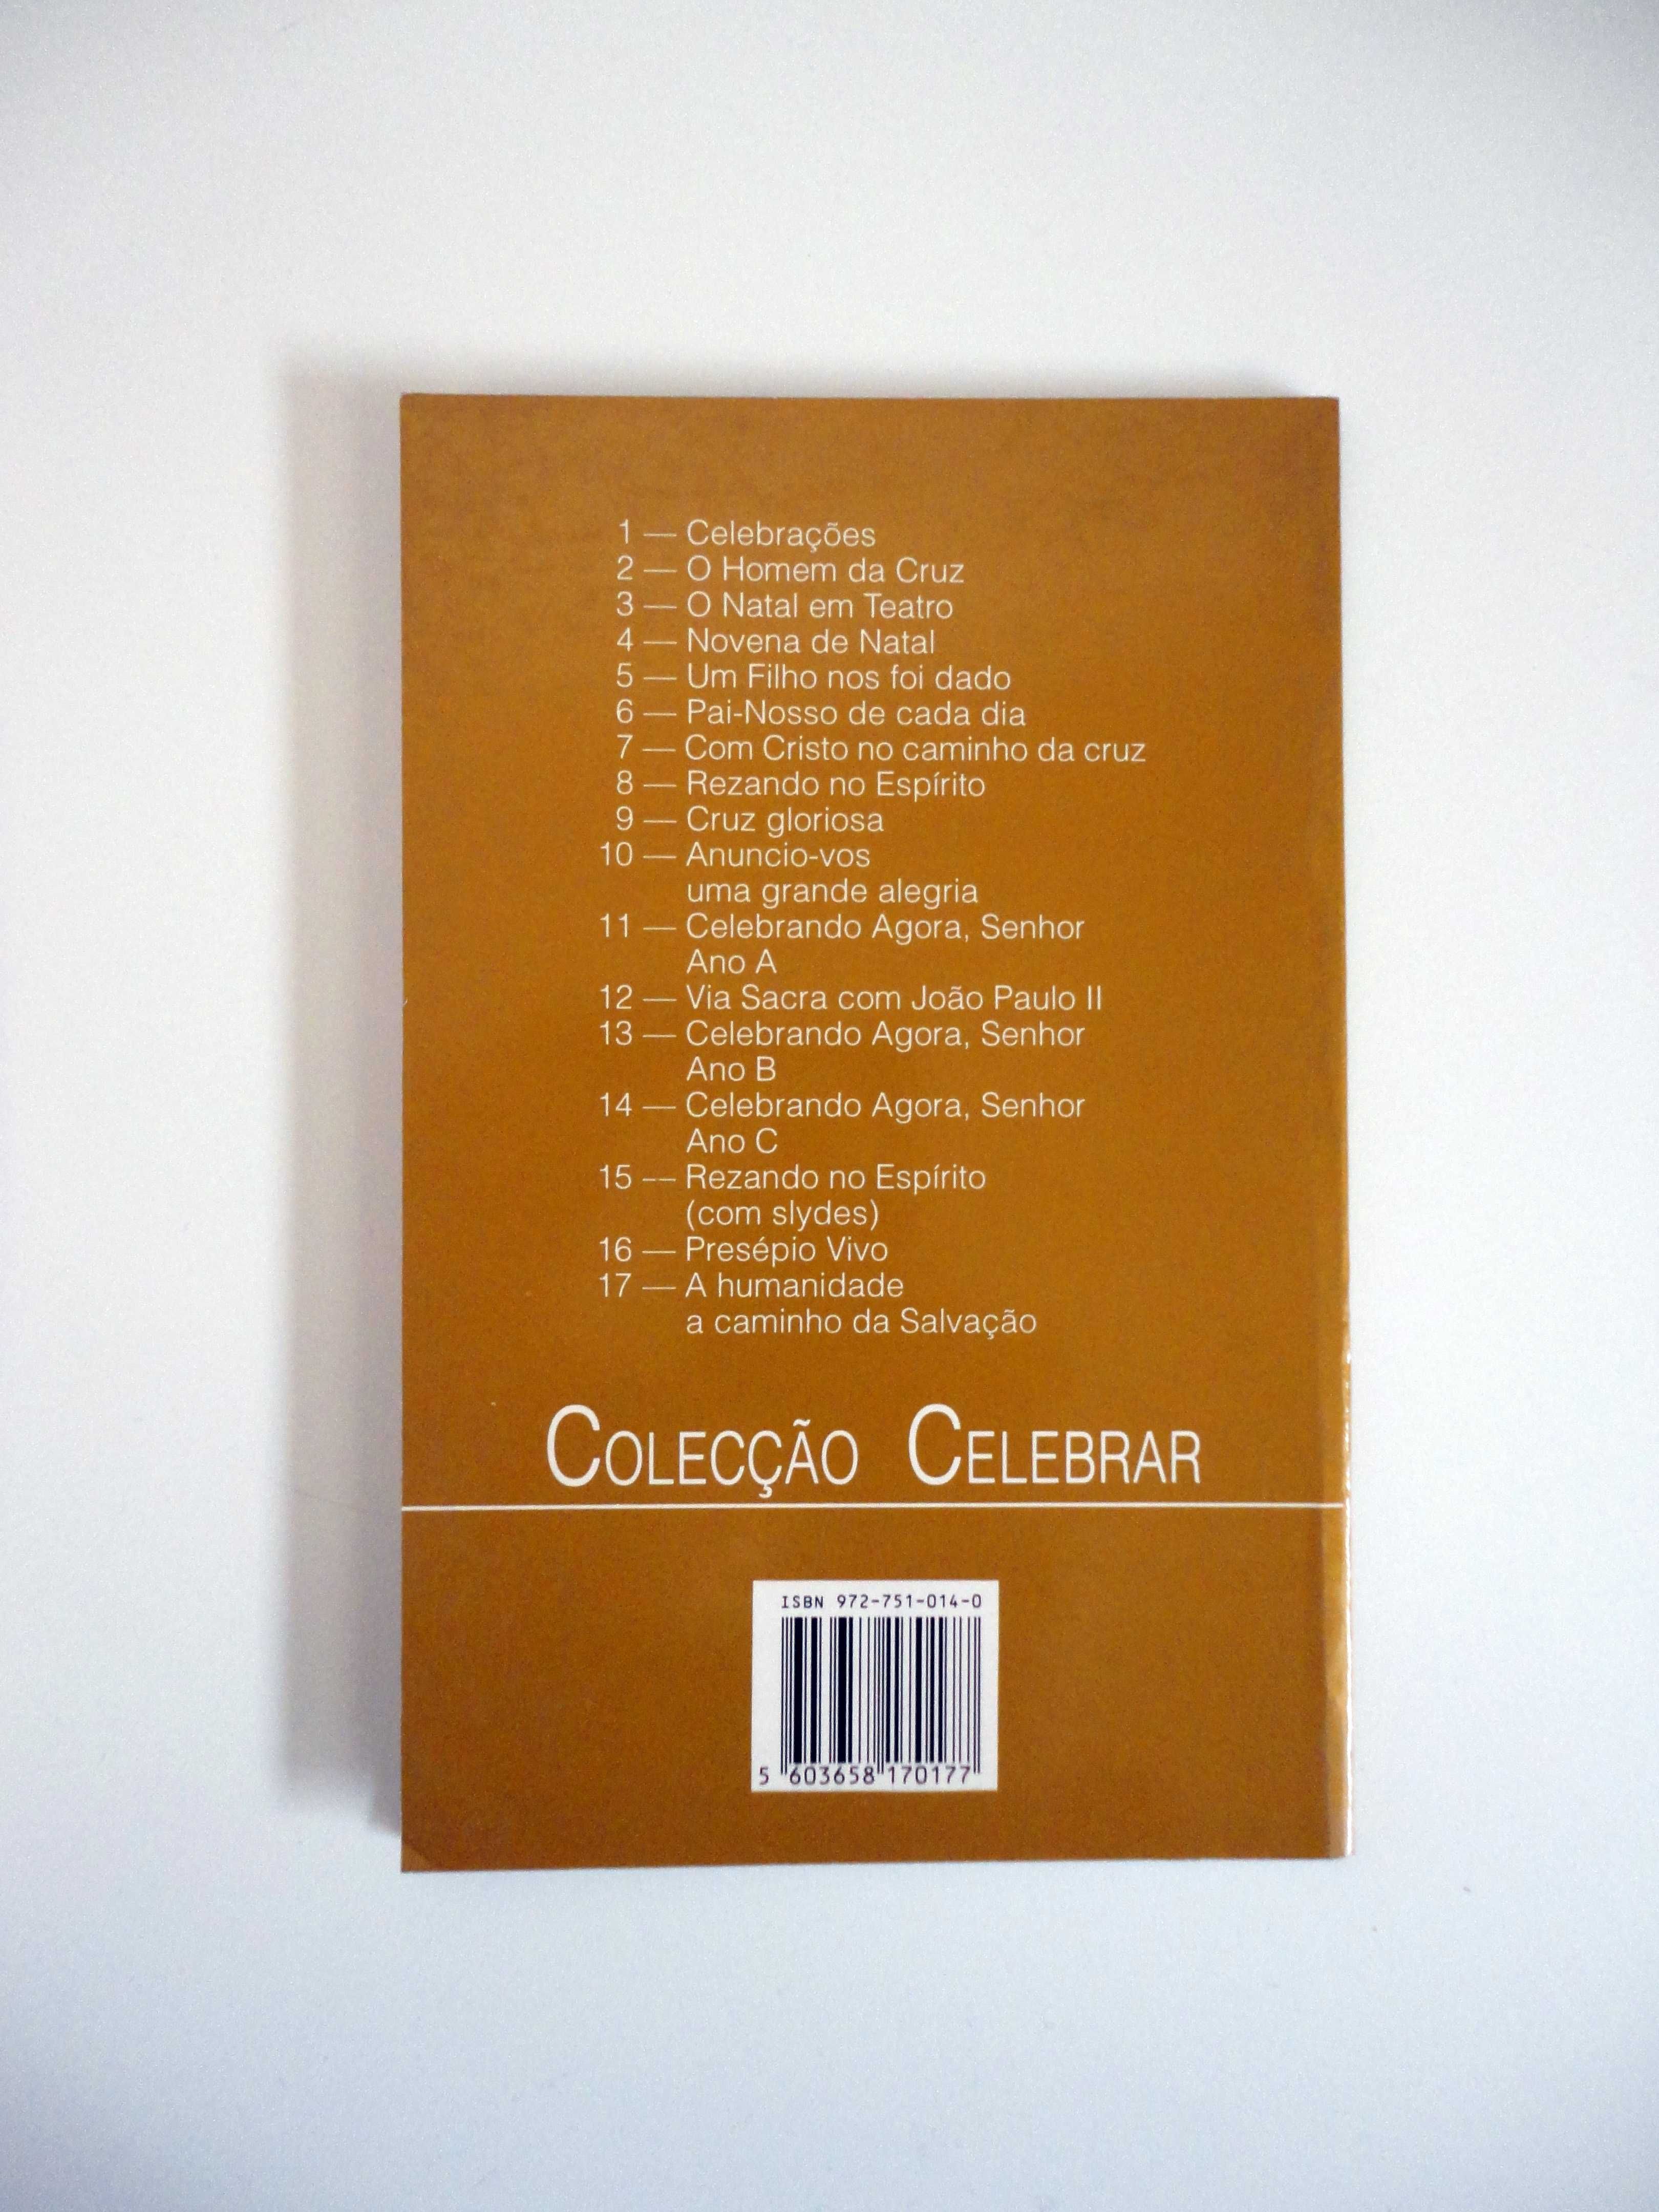 1 — Celebrações
2 — O Homem da Cruz
3 — O Natal em Teatro
4 — Novena de Natal
5 — Um Filho nos foi dado
6 — Pai-Nosso de cada dia
7 — Com Cristo no caminho da cruz
8 — Rezando no Espírito
9 — Cruz gloriosa
10 — Anuncio-vos
uma grande alegria
11 — Celebrando Agora, Senhor
Ano A
12 — Via Sacra com João Paulo II
13 — Celebrando Agora, Senhor
Ano B
14 — Celebrando Agora, Senhor
Ano C
15 — Rezando no Espírito
(com slydes)
16 — Presépio Vivo
17 — A humanidade
a caminho da Salvação
COLECÇÃO CELEBRAR
ISBN 972-751-014-0
5 603658 170177